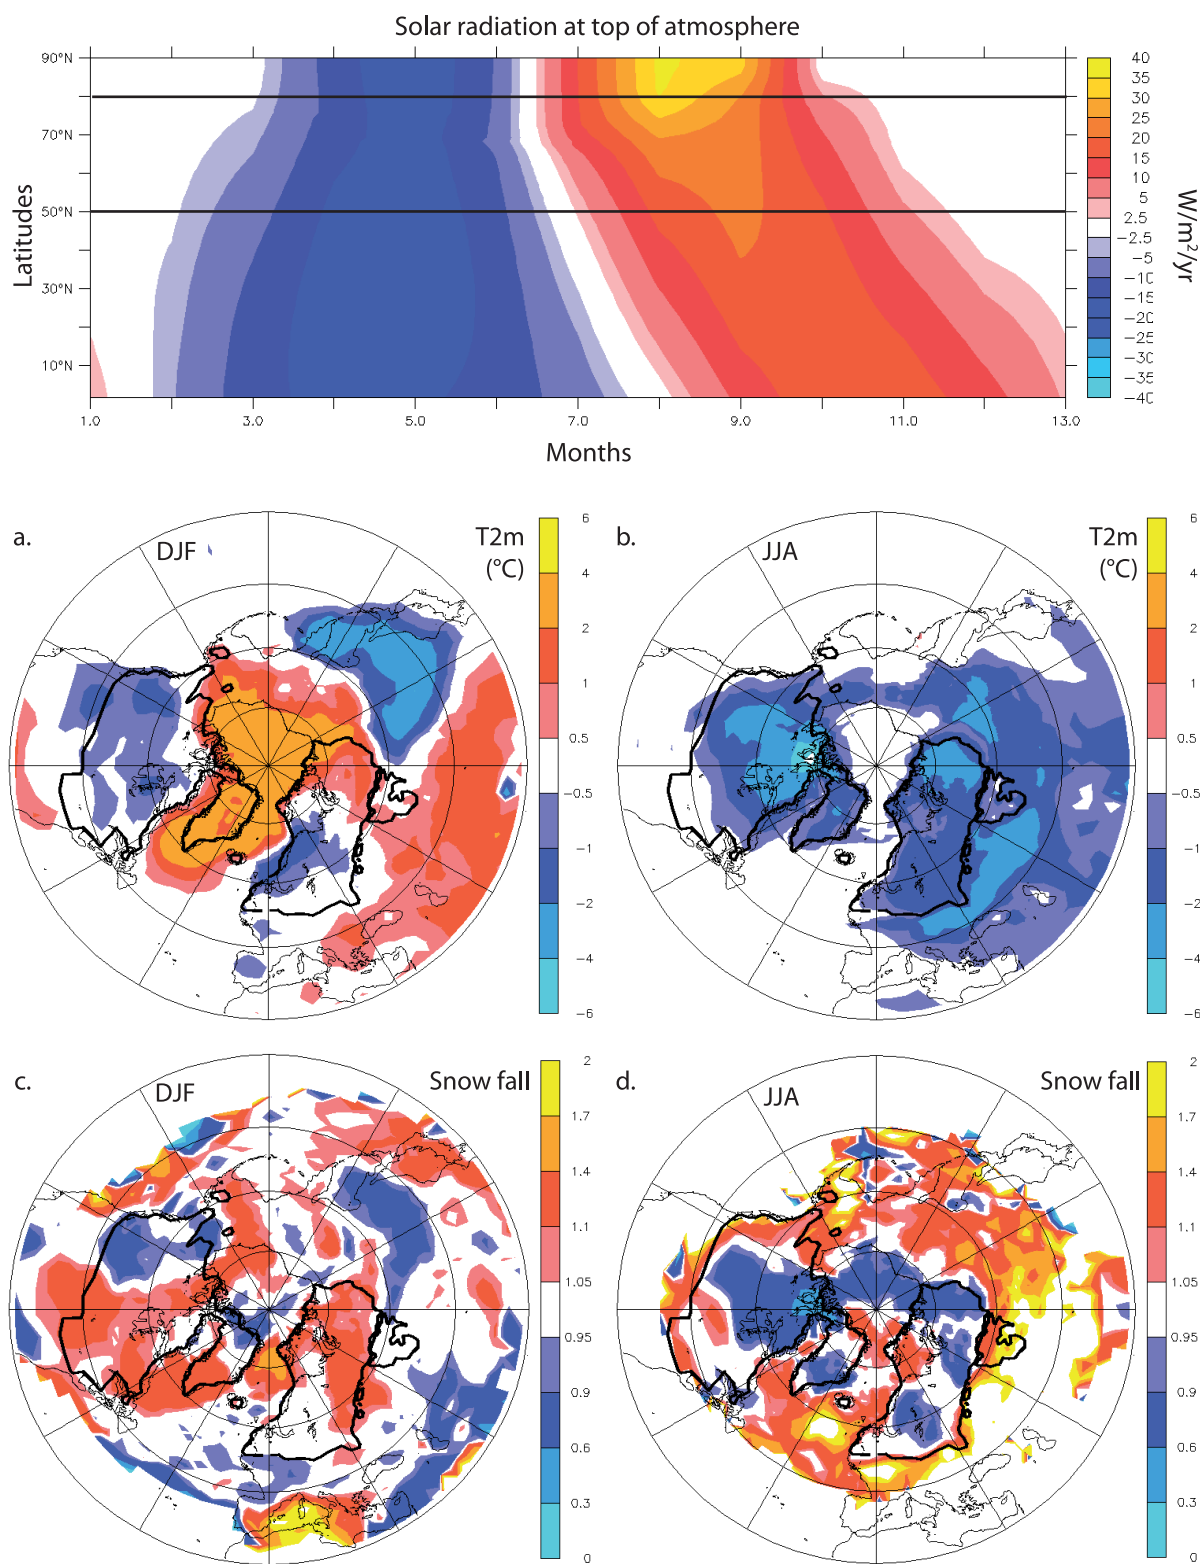 Solar radiation at top of atmosphere
90°N
70°N
50°N
30°N
10°N
Latitudes
1.0 3.0 5.0 7.0 9.0 11.0 13.0
Months
40
35
30
25
20
15
10
5
2.5
-2.5
-5
-10
-15
-20
-25
-30
-35
-40
W/m²/yr
a.
DJF
T2m
(°C)
6
4
2
1
0.5
-0.5
-1
-2
-4
-6
b.
JJA
T2m
(°C)
6
4
2
1
0.5
-0.5
-1
-2
-4
-6
c.
DJF
Snow fall
2
1.7
1.4
1.1
1.05
0.95
0.9
0.6
0.3
0
d.
JJA
Snow fall
2
1.7
1.4
1.1
1.05
0.95
0.9
0.6
0.3
0